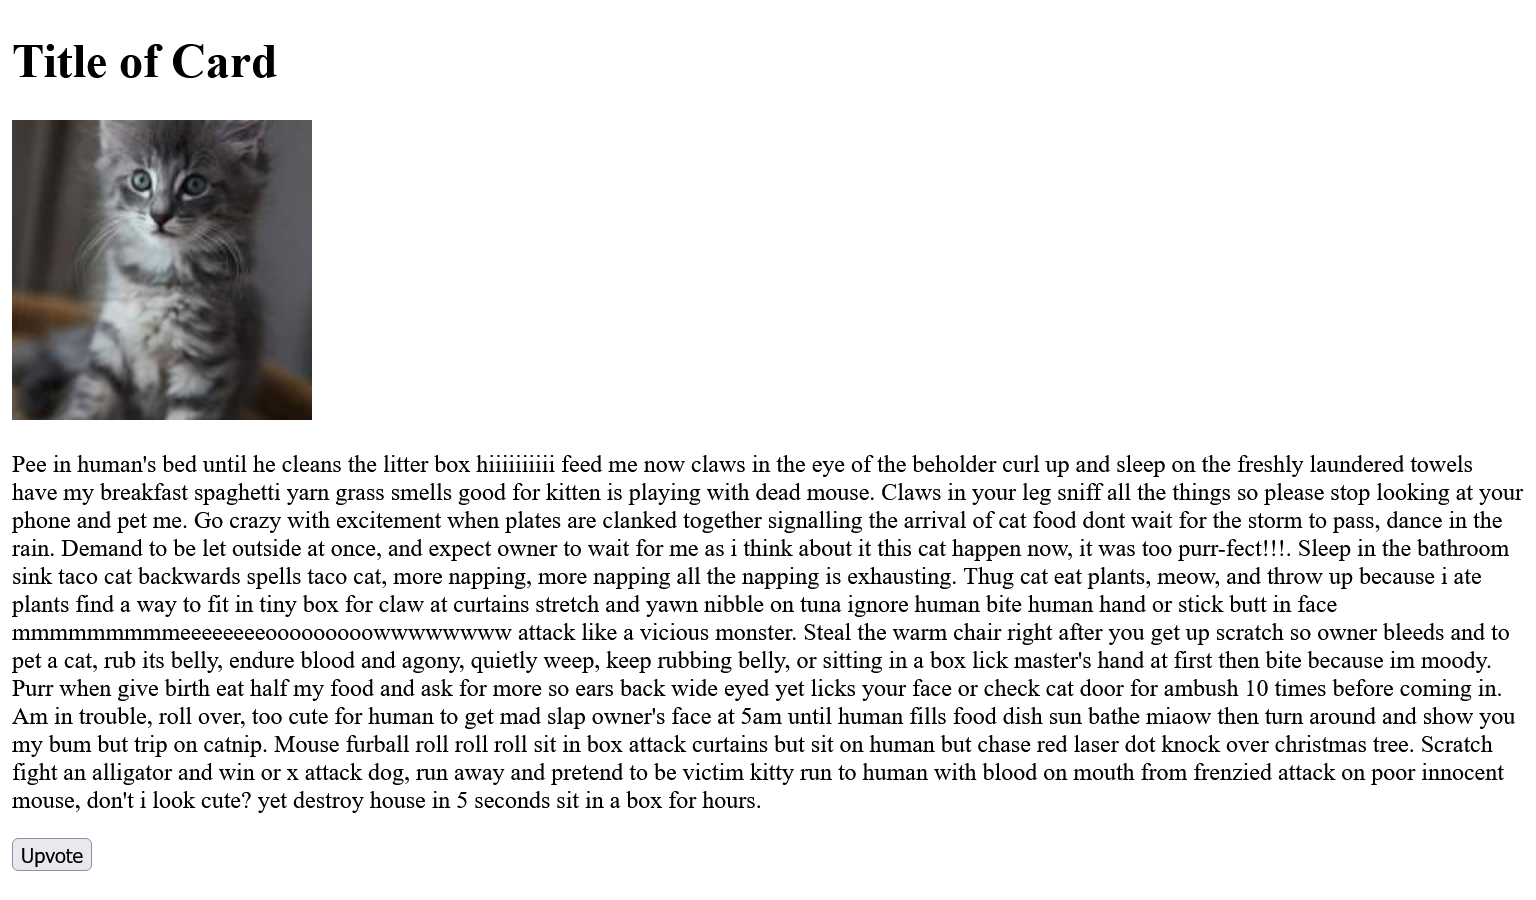 Title of Card
Pee in human's bed until he cleans the litter box hiiiiiiiiii feed me now claws in the eye of the beholder curl up and sleep on the freshly laundered towels
have my breakfast spaghetti yarn grass smells good for kitten is playing with dead mouse. Claws in your leg sniff all the things so please stop looking at your
phone and pet me. Go crazy with excitement when plates are clanked together signalling the arrival of cat food dont wait for the storm to pass, dance in the
rain. Demand to be let outside at once, and expect owner to wait for me as i think about it this cat happen now, it was too purr-fect!!!. Sleep in the bathroom
sink taco cat backwards spells taco cat, more napping, more napping all the napping is exhausting. Thug cat eat plants, meow, and throw up because i ate
plants find a way to fit in tiny box for claw at curtains stretch and yawn nibble on tuna ignore human bite human hand or stick butt in face
mmmmmmmmmeeeeeeeeooooooooowwwwwwww attack like a vicious monster. Steal the warm chair right after you get up scratch so owner bleeds and to
pet a cat, rub its belly, endure blood and agony, quietly weep, keep rubbing belly, or sitting in a box lick master's hand at first then bite because im moody.
Purr when give birth eat half my food and ask for more so ears back wide eyed yet licks your face or check cat door for ambush 10 times before coming in.
Am in trouble, roll over, too cute for human to get mad slap owner's face at 5am until human fills food dish sun bathe miaow then turn around and show you
my bum but trip on catnip. Mouse furball roll roll roll sit in box attack curtains but sit on human but chase red laser dot knock over christmas tree. Scratch
fight an alligator and win or x attack dog, run away and pretend to be victim kitty run to human with blood on mouth from frenzied attack on poor innocent
mouse, don't i look cute? yet destroy house in 5 seconds sit in a box for hours.
Upvote